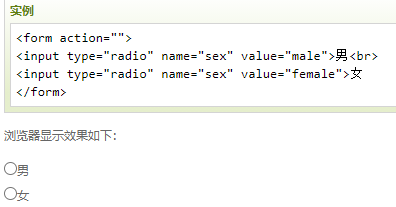 实例
<form action="">
<input type="radio" name="sex" value="male">男<br>
<input type="radio" name="sex" value="female">女
</form>
浏览器显示效果如下:
男
女